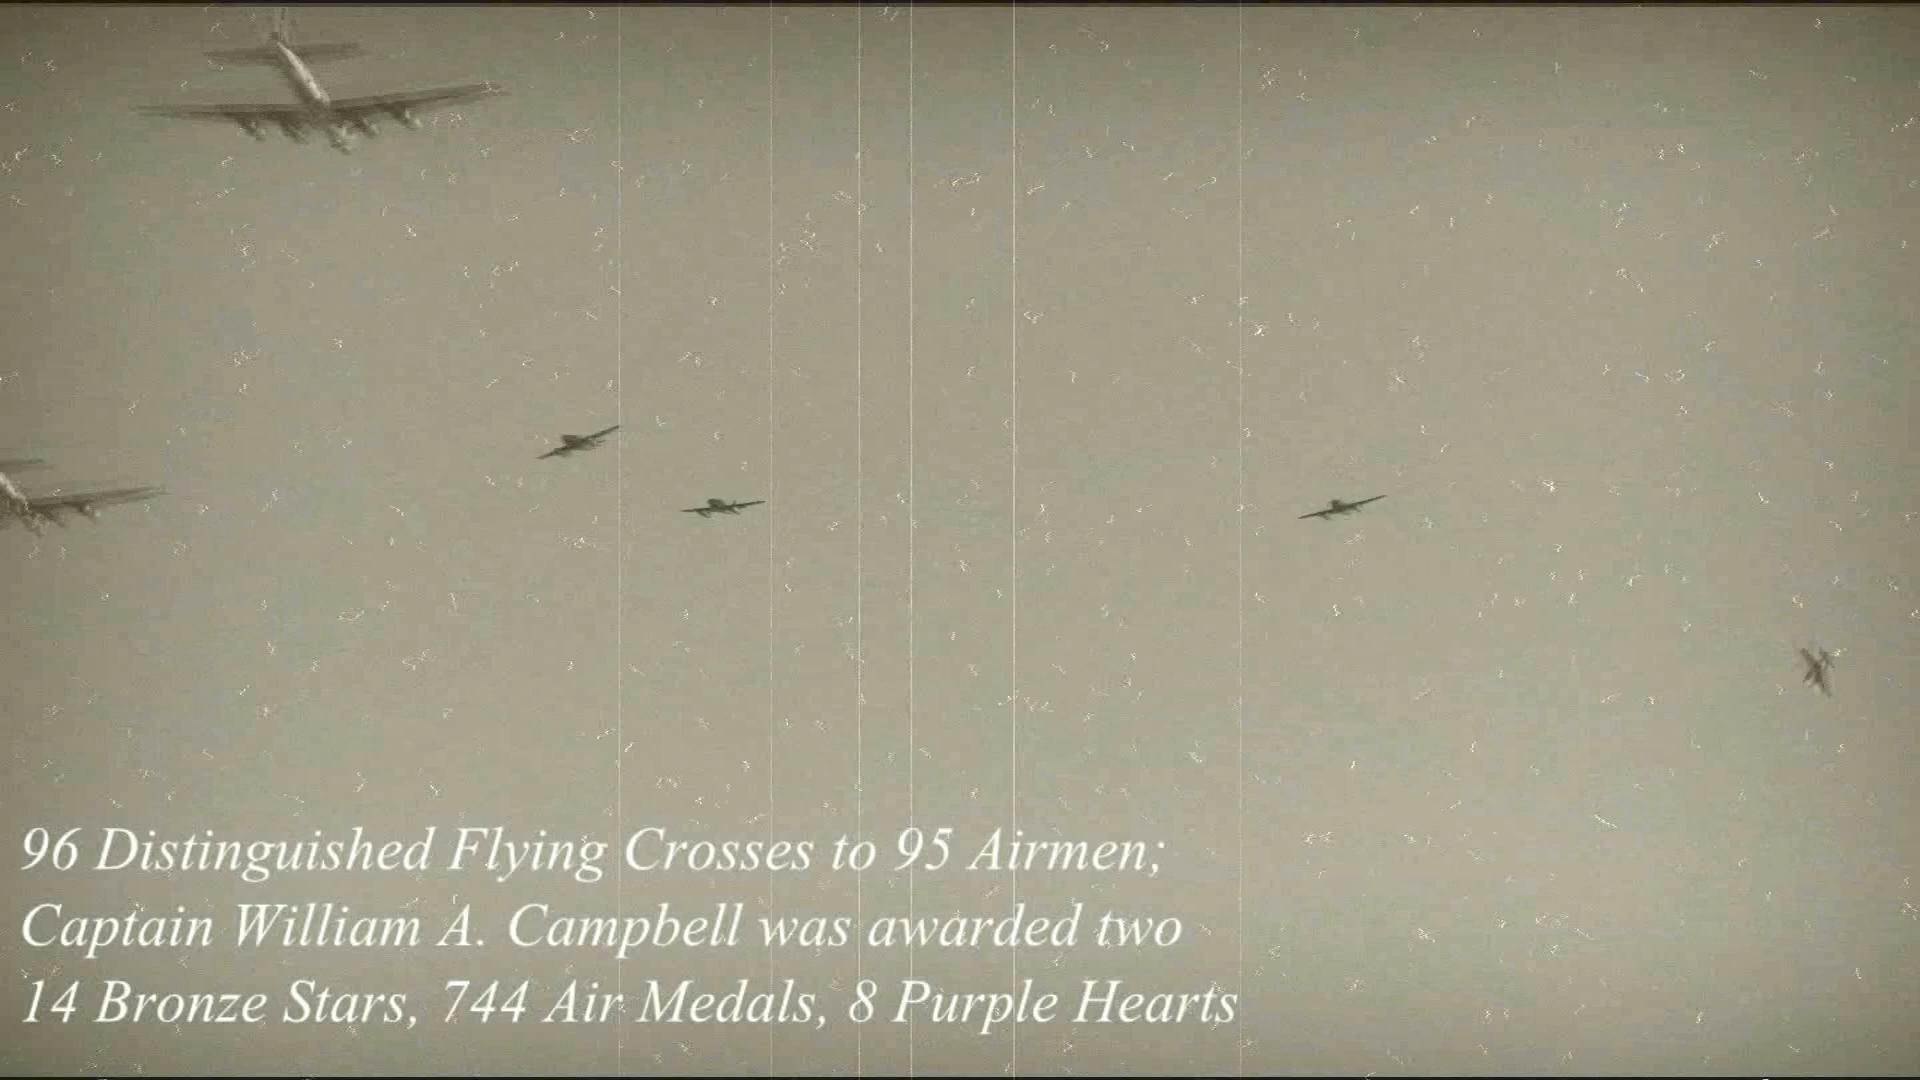 96 Distinguished Flying Crosses to 95 Airmen;
Captain William A. Campbell was awarded two
14 Bronze Stars, 744 Air Medals, 8 Purple Hearts